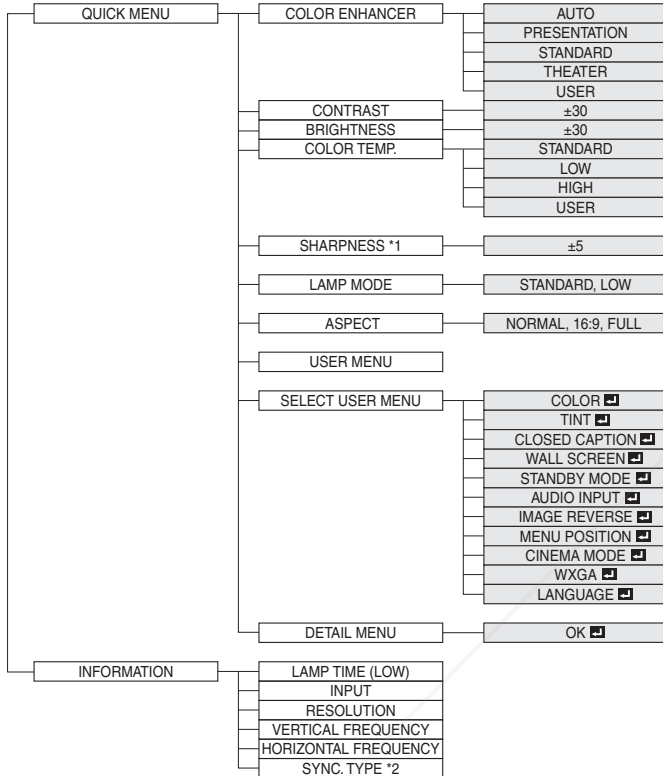 QUICK MENU COLOR ENHANCER AUTO
PRESENTATION
STANDARD
THEATER
USER
CONTRAST ±30
BRIGHTNESS ±30
COLOR TEMP. STANDARD
LOW
HIGH
USER
SHARPNESS *1 ±5
LAMP MODE STANDARD, LOW
ASPECT NORMAL, 16:9, FULL
USER MENU
SELECT USER MENU COLOR
TINT
CLOSED CAPTION
WALL SCREEN
STANDBY MODE
AUDIO INPUT
IMAGE REVERSE
MENU POSITION
CINEMA MODE
WXGA
LANGUAGE
DETAIL MENU OK
INFORMATION LAMP TIME (LOW)
INPUT
RESOLUTION
VERTICAL FREQUENCY
HORIZONTAL FREQUENCY
SYNC. TYPE *2